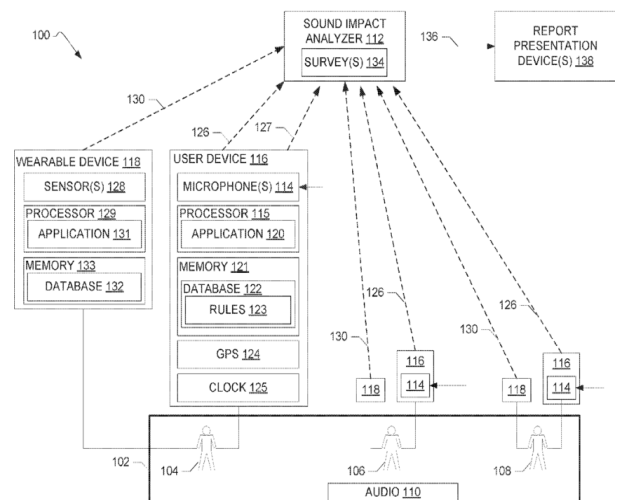 100
SOUND IMPACT
ANALYZER 112
SURVEY(S) 134
136
REPORT
PRESENTATION
DEVICE(S) 138
130
126
127
WEARABLE DEVICE 118
SENSOR(S) 128
PROCESSOR 129
APPLICATION 131
MEMORY 133
DATABASE 132
USER DEVICE 116
MICROPHONE(S) 114
PROCESSOR 115
APPLICATION 120
MEMORY 121
DATABASE 122
RULES 123
GPS 124
CLOCK 125
126
130
118
116
114
126
130
118
116
114
102
104
106
108
AUDIO 110